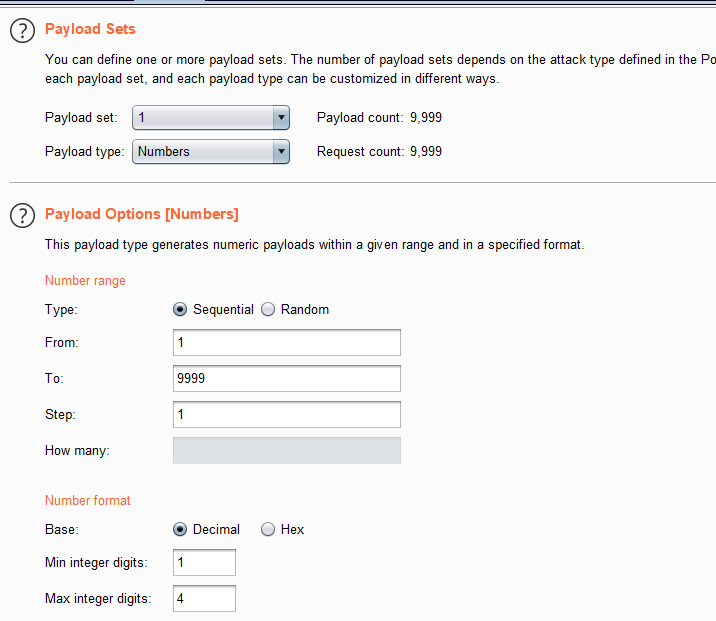 Payload Sets
You can define one or more payload sets. The number of payload sets depends on the attack type defined in the Po
each payload set, and each payload type can be customized in different ways.
Payload set: 1 Payload count: 9,999
Payload type: Numbers Request count: 9,999
Payload Options [Numbers]
This payload type generates numeric payloads within a given range and in a specified format.
Number range
Type: Sequential Random
From: 1
To: 9999
Step: 1
How many:
Number format
Base: Decimal Hex
Min integer digits: 1
Max integer digits: 4